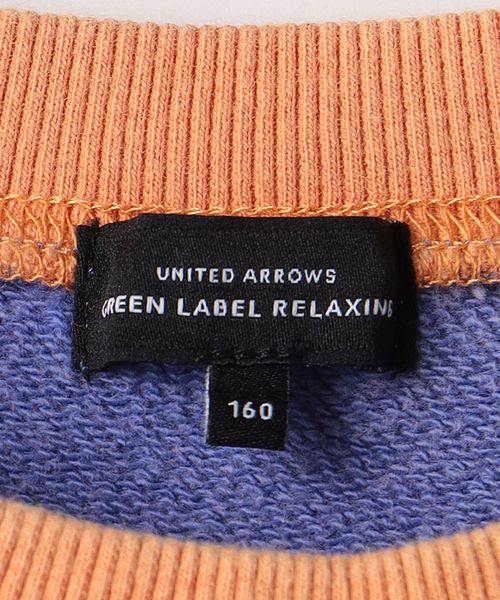 UNITED ARROWS
GREEN LABEL RELAXING
160